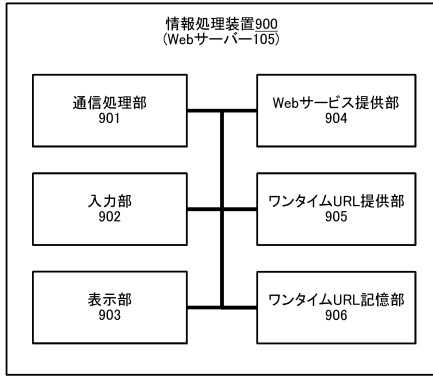 情報処理装置900
(Webサーバー105)
通信処理部
901
Webサービス提供部
904
入力部
902
ワンタイムURL提供部
905
表示部
903
ワンタイムURL記憶部
906